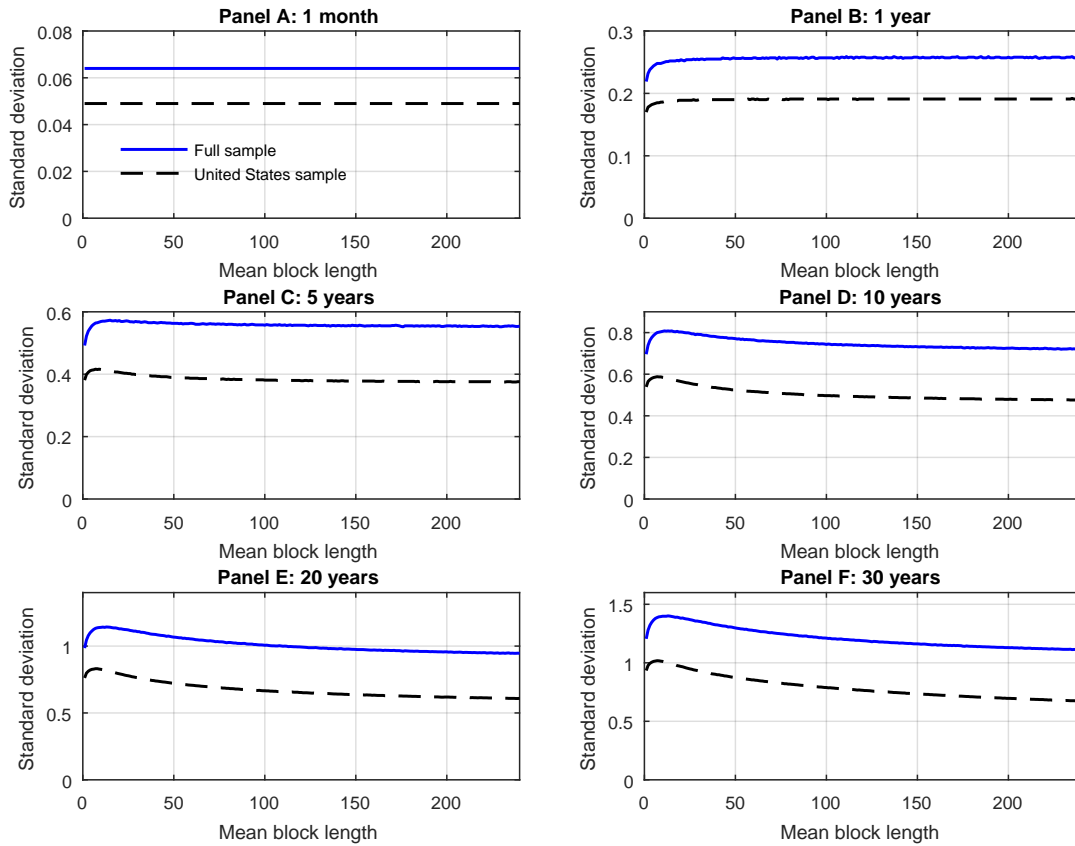 Panel A: 1 month
Standard deviation
0.08
0.06
0.04
0.02
0
Full sample
United States sample
0 50 100 150 200
Mean block length
Panel B: 1 year
Standard deviation
0.3
0.2
0.1
0
0 50 100 150 200
Mean block length
Panel C: 5 years
Standard deviation
0.6
0.4
0.2
0
0 50 100 150 200
Mean block length
Panel D: 10 years
Standard deviation
0.8
0.6
0.4
0.2
0
0 50 100 150 200
Mean block length
Panel E: 20 years
Standard deviation
1
0.5
0
0 50 100 150 200
Mean block length
Panel F: 30 years
Standard deviation
1.5
1
0.5
0
0 50 100 150 200
Mean block length